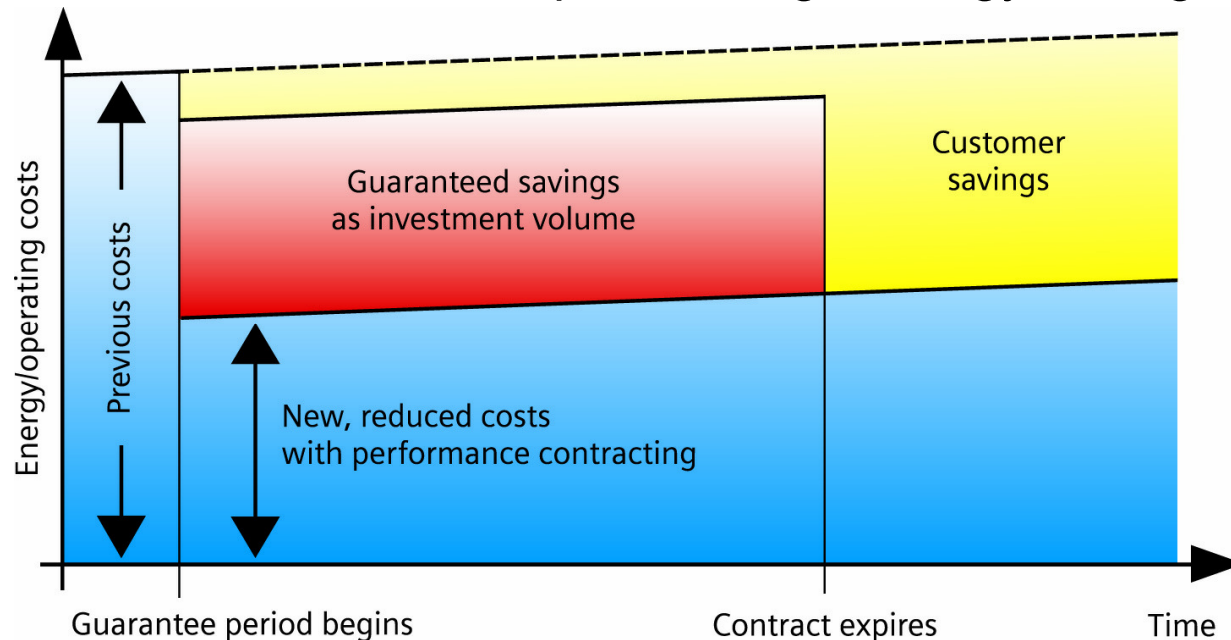 Energy/operating costs
Previous costs
Guaranteed savings
as investment volume
Customer
savings
New, reduced costs
with performance contracting
Guarantee period begins
Contract expires
Time